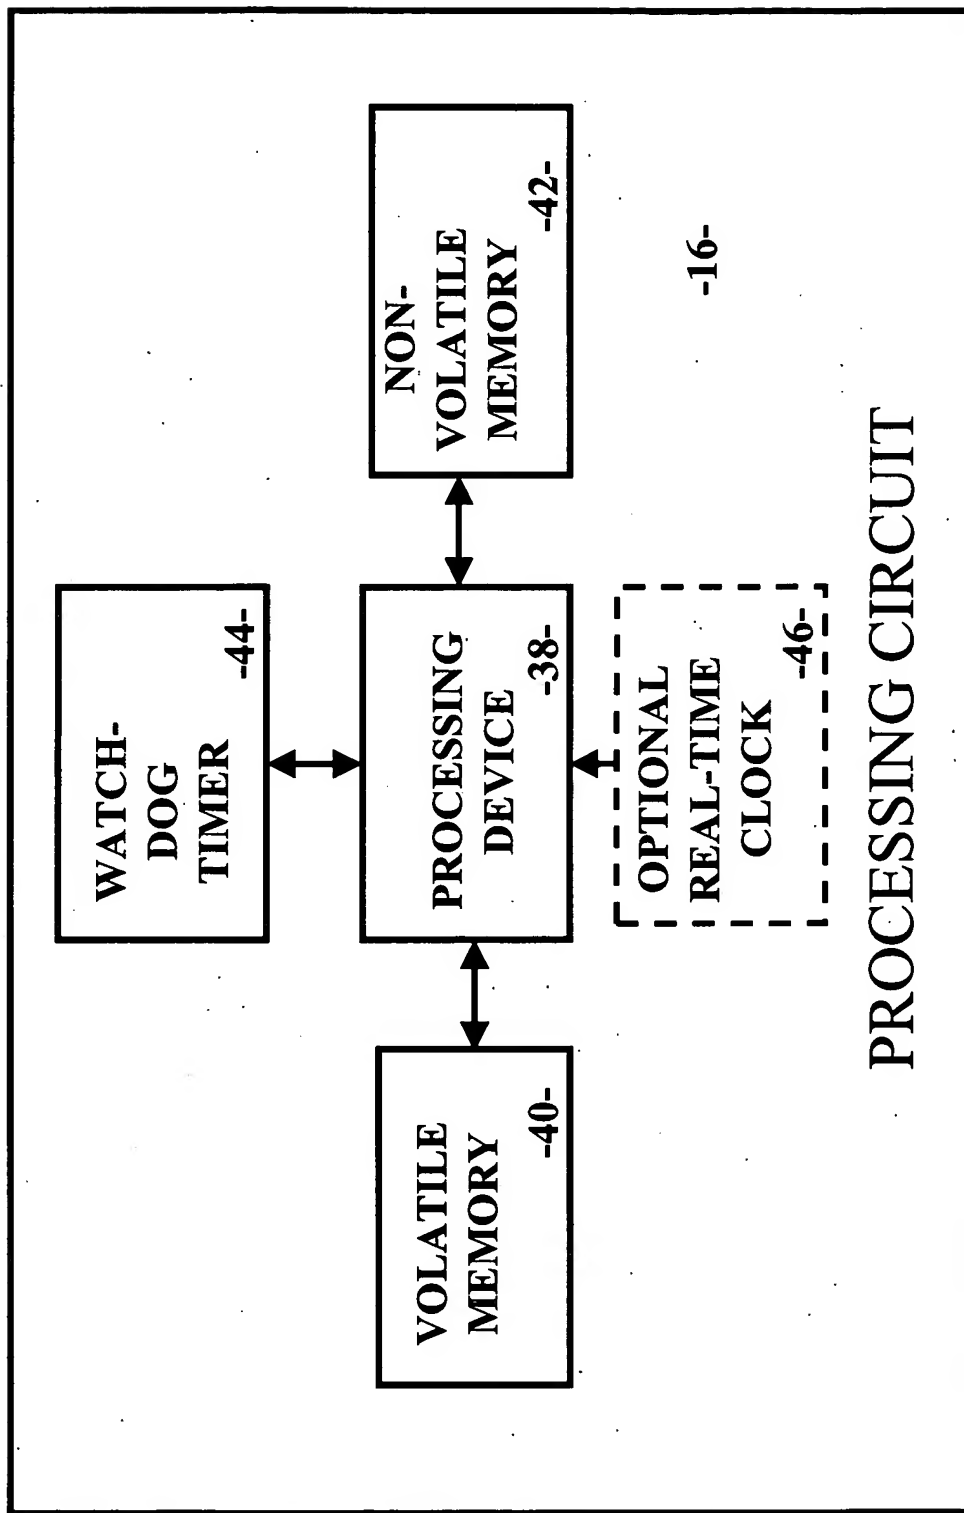 WATCH-
DOG
TIMER
-44-
VOLATILE
MEMORY
-40-
PROCESSING
DEVICE
-38-
NON-
VOLATILE
MEMORY
-42-
OPTIONAL
REAL-TIME
CLOCK
-46-
-16-
PROCESSING CIRCUIT